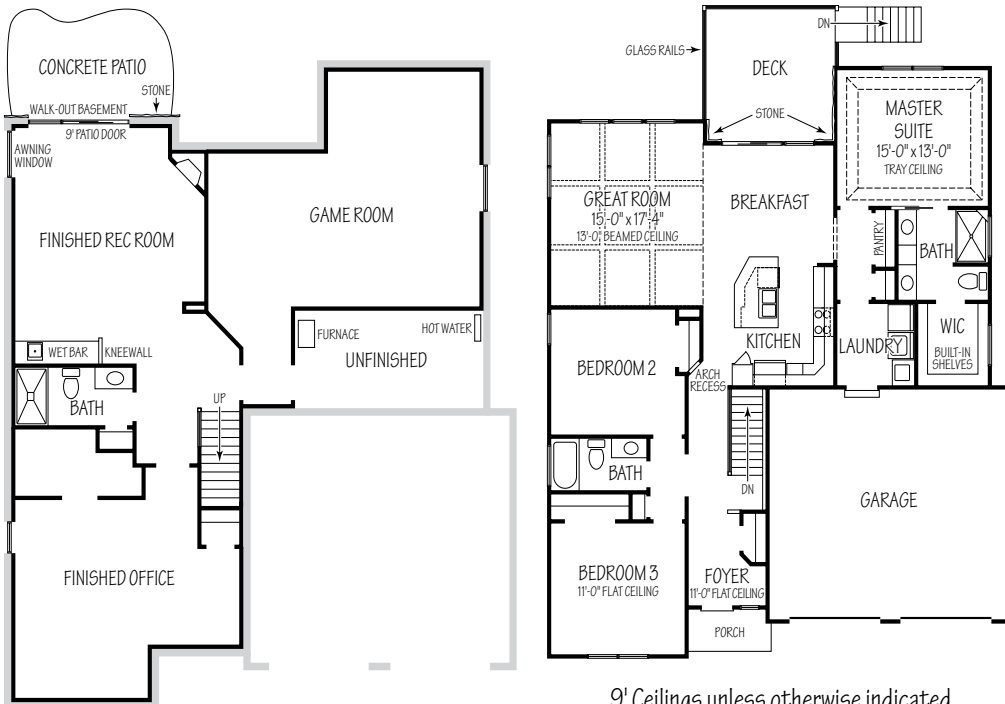 CONCRETE PATIO
STONE
WALK-OUT BASEMENT
9' PATIO DOOR
AWNING
WINDOW
FINISHED REC ROOM
GAME ROOM
WET BAR
KNEEWALL
FURNACE
HOT WATER
UNFINISHED
BATH
UP
FINISHED OFFICE
DN
GLASS RAILS
DECK
STONE
MASTER
SUITE
15'-0" x 13'-0"
TRAY CEILING
GREAT ROOM
15'-0" x 17'-4"
13'-0" BEAMED CEILING
BREAKFAST
PANTRY
BATH
KITCHEN
LAUNDRY
WIC
BUILT-IN
SHELVES
BEDROOM 2
ARCH
RECESS
BATH
DN
GARAGE
BEDROOM 3
11'-0" FLAT CEILING
FOYER
11'-0" FLAT CEILING
PORCH
9' Ceilings unless otherwise indicated